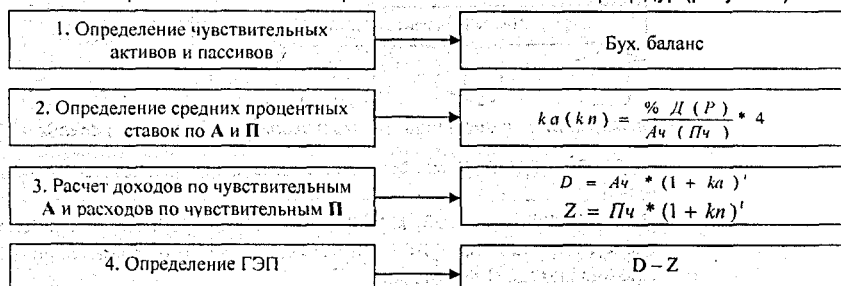 1. Определение чувствительных
активов и пассивов
Бух. баланс
2. Определение средних процентных
ставок по А и П
ka (kn) = % Д (Р) / Ач (Пч) * 4
3. Расчет доходов по чувствительным
А и расходов по чувствительным П
D = Ач * (1 + ka)^t
Z = Пч * (1 + kn)^t
4. Определение ГЭП
D – Z